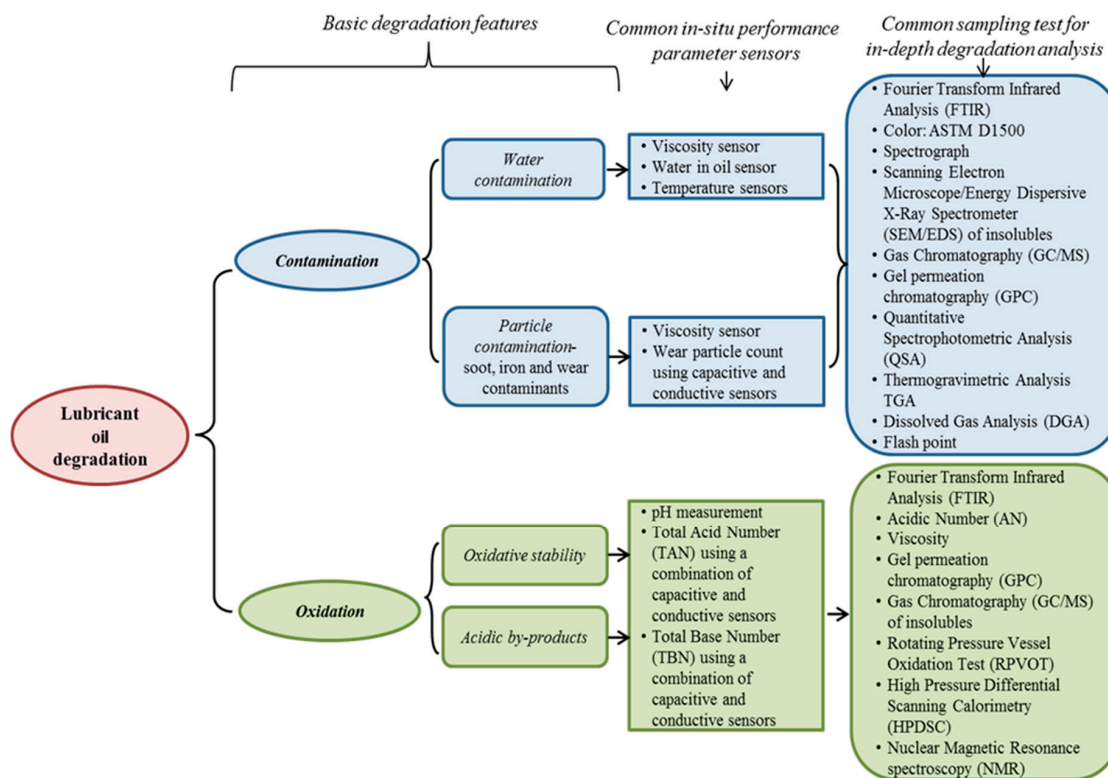 Basic degradation features
Common in-situ performance
parameter sensors
Common sampling test for
in-depth degradation analysis
Lubricant
oil
degradation
Contamination
Water
contamination
• Viscosity sensor
• Water in oil sensor
• Temperature sensors
Particle
contamination-
soot, iron and wear
contaminants
• Viscosity sensor
• Wear particle count
using capacitive and
conductive sensors
• Fourier Transform Infrared
Analysis (FTIR)
• Color: ASTM D1500
• Spectrograph
• Scanning Electron
Microscope/Energy Dispersive
X-Ray Spectrometer
(SEM/EDS) of insolubles
• Gas Chromatography (GC/MS)
• Gel permeation
chromatography (GPC)
• Quantitative
Spectrophotometric Analysis
(QSA)
• Thermogravimetric Analysis
TGA
• Dissolved Gas Analysis (DGA)
• Flash point
Oxidation
Oxidative stability
Acidic by-products
• pH measurement
• Total Acid Number
(TAN) using a
combination of
capacitive and
conductive sensors
• Total Base Number
(TBN) using a
combination of
capacitive and
conductive sensors
• Fourier Transform Infrared
Analysis (FTIR)
• Acidic Number (AN)
• Viscosity
• Gel permeation
chromatography (GPC)
• Gas Chromatography (GC/MS)
of insolubles
• Rotating Pressure Vessel
Oxidation Test (RPVOT)
• High Pressure Differential
Scanning Calorimetry
(HPDSC)
• Nuclear Magnetic Resonance
spectroscopy (NMR)